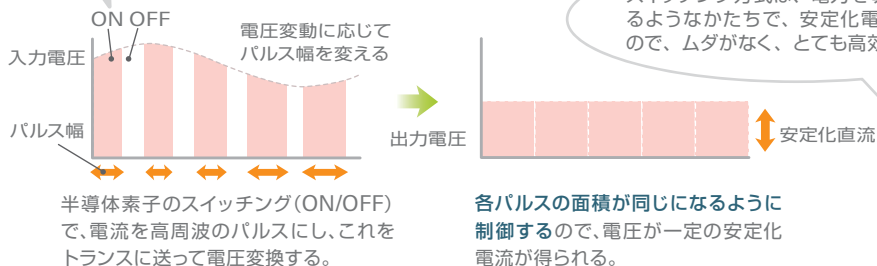 ON OFF
電圧変動に応じて
パルス幅を変える
入力電圧
パルス幅
半導体素子のスイッチング（ON/OFF）
で、電流を高周波のパルスにし、これを
トランスに送って電圧変換する。
るようなかたちで、安定化電
ので、ムダがなく、とても高効
出力電圧
安定化直流
各パルスの面積が同じになるように
制御するので、電圧が一定の安定化
電流が得られる。